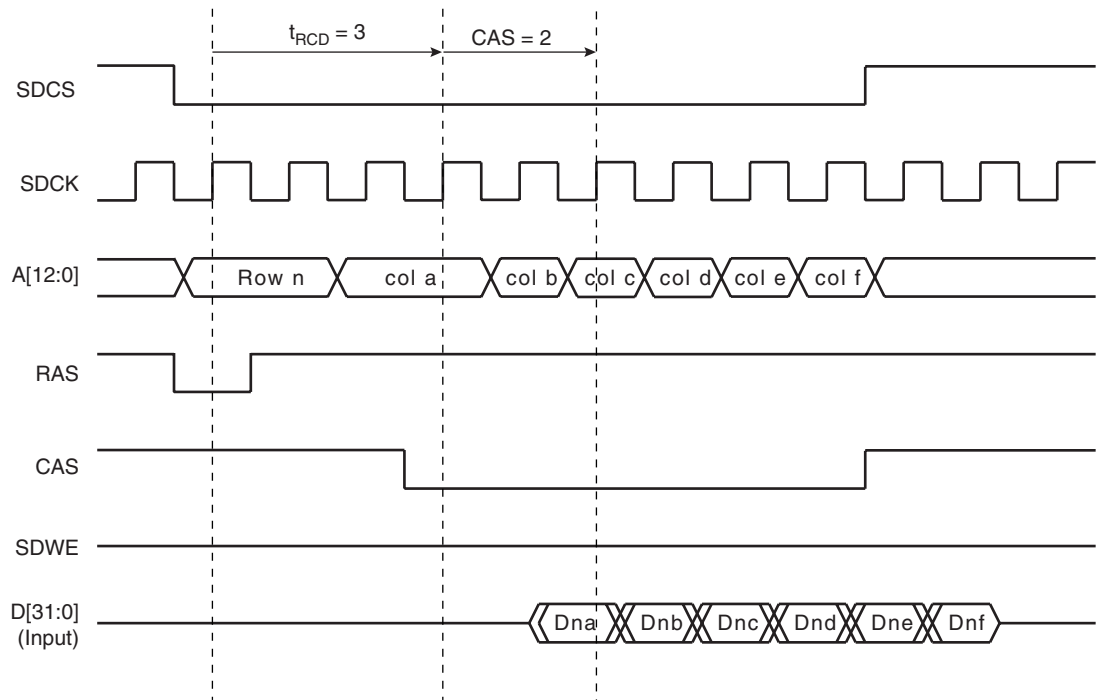 tRCD = 3
CAS = 2
SDCS
SDCK
A[12:0]
Row n
col a
col b
col c
col d
col e
col f
RAS
CAS
SDWE
D[31:0]
(Input)
Dna
Dnb
Dnc
Dnd
Dne
Dnf